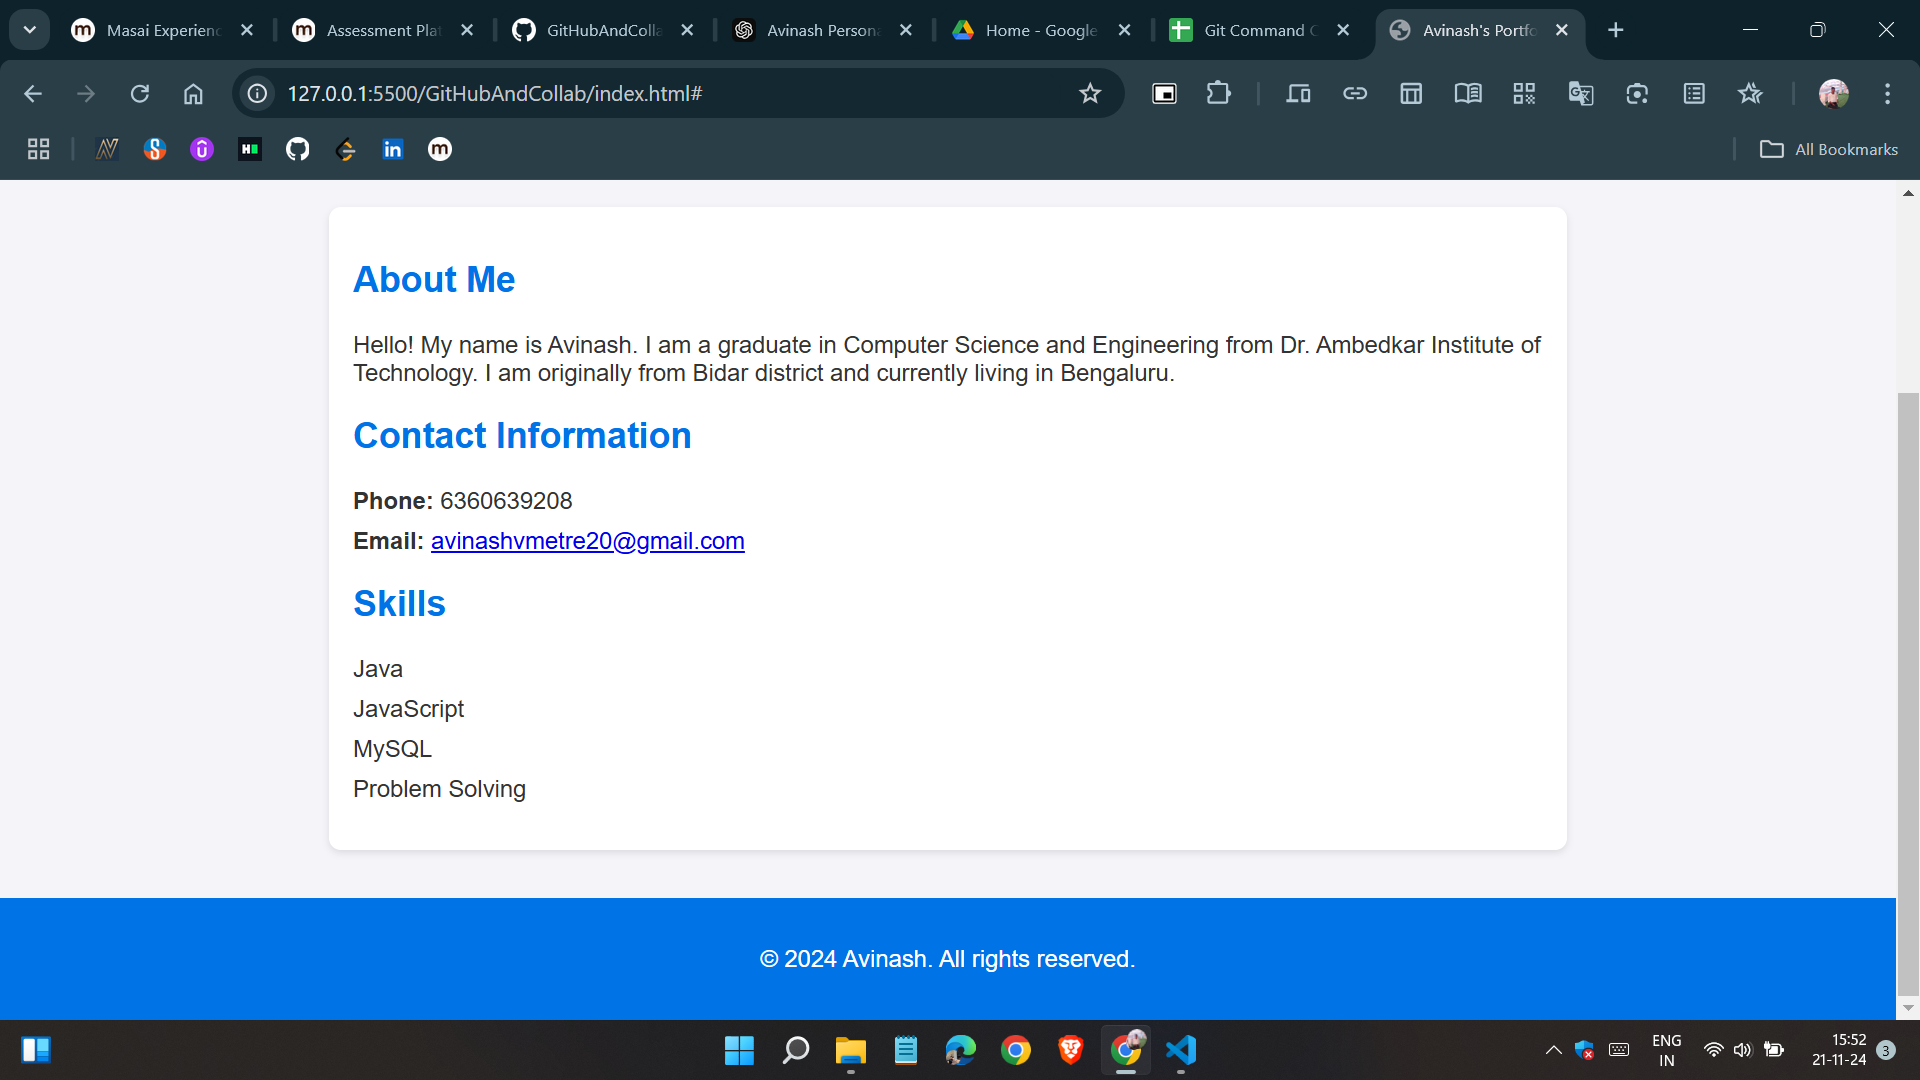 Masai Experienc
Assessment Plat
GitHubAndColla
Avinash Persona
Home - Google
Git Command C
Avinash's Portfo
127.0.0.1:5500/GitHubAndCollab/index.html#
All Bookmarks
About Me
Hello! My name is Avinash. I am a graduate in Computer Science and Engineering from Dr. Ambedkar Institute of
Technology. I am originally from Bidar district and currently living in Bengaluru.
Contact Information
Phone: 6360639208
Email: avinashvmetre20@gmail.com
Skills
Java
JavaScript
MySQL
Problem Solving
© 2024 Avinash. All rights reserved.
ENG
IN
15:52
21-11-24
3